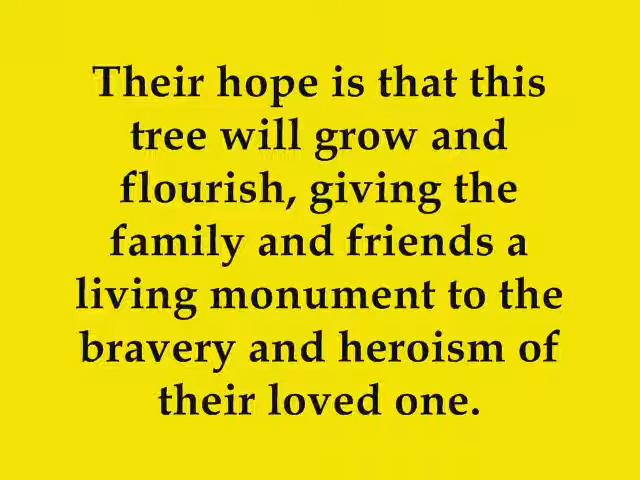 Their hope is that this
tree will grow and
flourish, giving the
family and friends a
living monument to the
bravery and heroism of
their loved one.